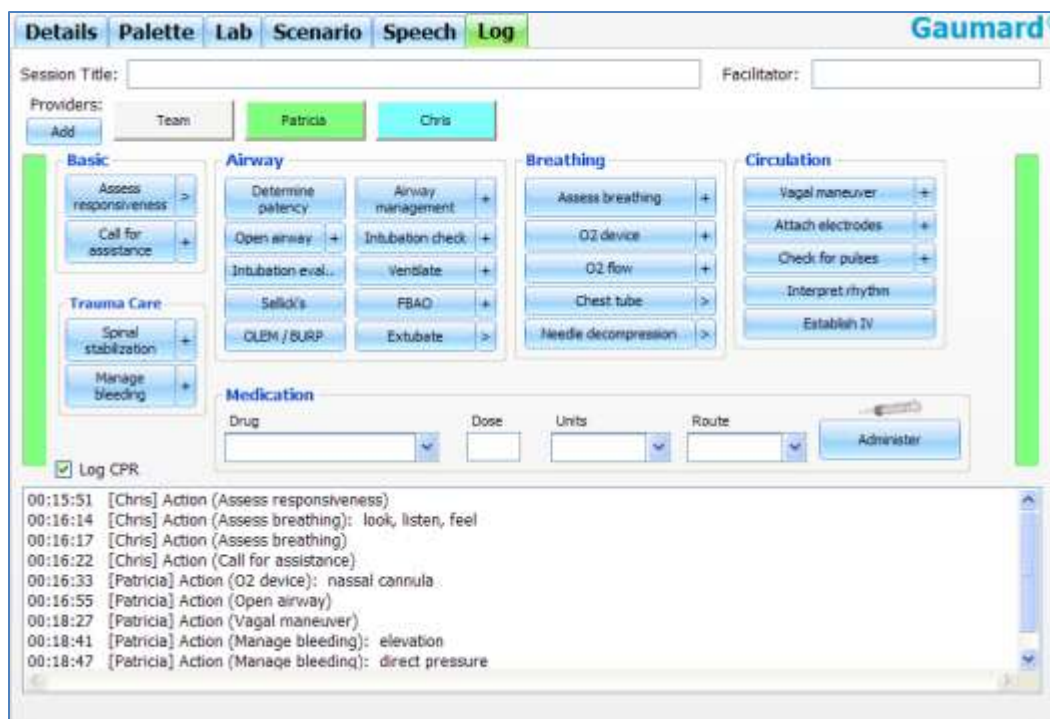 Details Palette Lab Scenario Speech Log
Gaumard
Session Title:
Facilitator:
Providers:
Add
Team
Patricia
Chris
Basic
Assess responsiveness >
Call for assistance +
Trauma Care
Spinal stabilization +
Manage bleeding +
Airway
Determine patency
Airway management +
Open airway +
Intubation check +
Intubation eval..
Ventilate +
Sellick's
FBAO +
OLEM / BURP
Extubate >
Breathing
Assess breathing +
O2 device +
O2 flow +
Chest tube >
Needle decompression >
Circulation
Vagal maneuver +
Attach electrodes +
Check for pulses +
Interpret rhythm
Establish IV
Medication
Drug
Dose
Units
Route
Administer
Log CPR
00:15:51 [Chris] Action (Assess responsiveness)
00:16:14 [Chris] Action (Assess breathing): look, listen, feel
00:16:17 [Chris] Action (Assess breathing)
00:16:22 [Chris] Action (Call for assistance)
00:16:33 [Patricia] Action (O2 device): nassal cannula
00:16:55 [Patricia] Action (Open airway)
00:18:27 [Patricia] Action (Vagal maneuver)
00:18:41 [Patricia] Action (Manage bleeding): elevation
00:18:47 [Patricia] Action (Manage bleeding): direct pressure